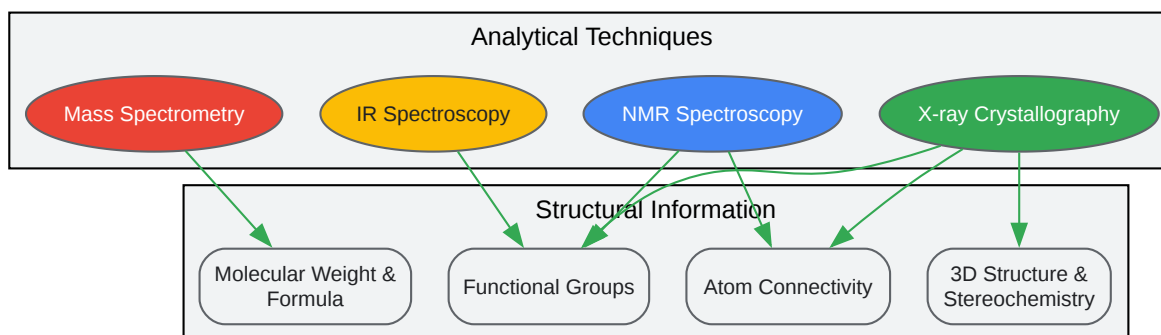 Analytical Techniques
Mass Spectrometry
IR Spectroscopy
NMR Spectroscopy
X-ray Crystallography
Structural Information
Molecular Weight &
Formula
Functional Groups
Atom Connectivity
3D Structure &
Stereochemistry